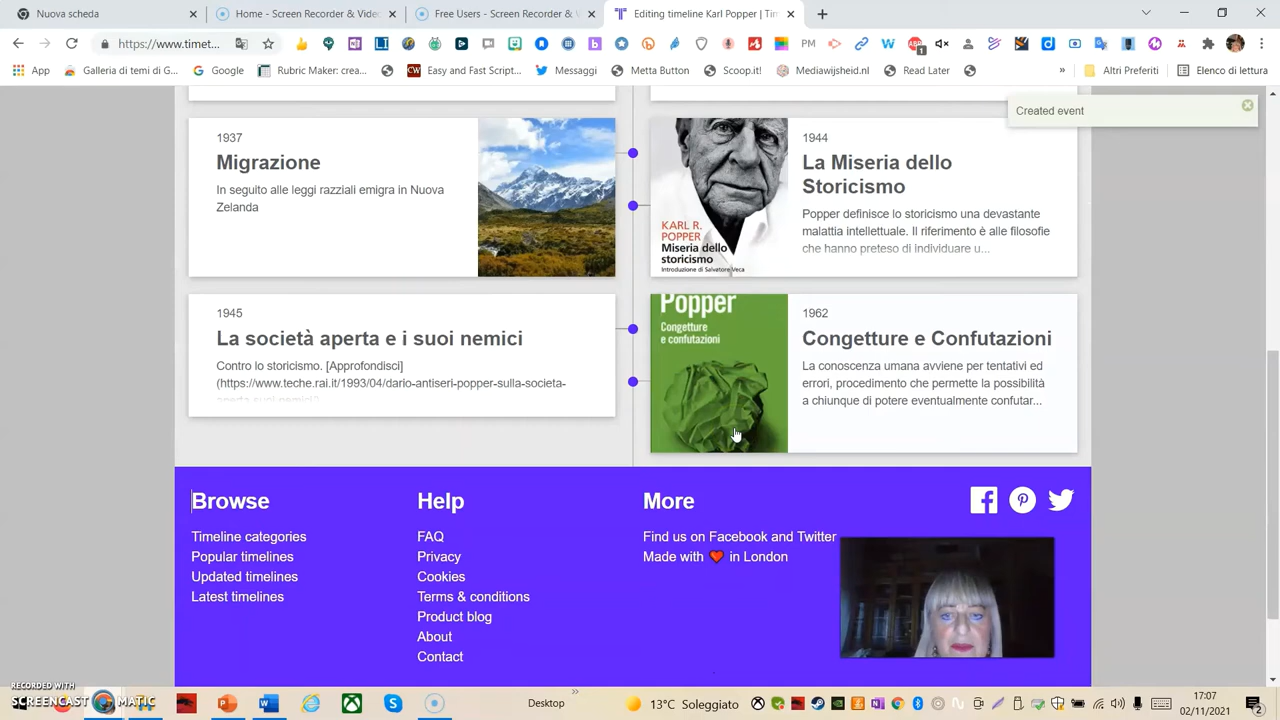 Nuova scheda
Home - Screen Recorder & Vide
Free Users - Screen Recorder & V
Editing timeline Karl Popper | Tim
https://www.timet...
App
Galleria di temi di G...
Google
Rubric Maker: crea...
Easy and Fast Script...
Messaggi
Metta Button
Scoop.it!
Mediawijsheid.nl
Read Later
»
Altri Preferiti
Elenco di lettura
Created event
1937
Migrazione
In seguito alle leggi razziali emigra in Nuova
Zelanda
KARL R.
POPPER
Miseria dello
storicismo
Introduzione di Salvatore Veca
1944
La Miseria dello
Storicismo
Popper definisce lo storicismo una devastante
malattia intellettuale. Il riferimento è alle filosofie
che hanno preteso di individuare u...
1945
La società aperta e i suoi nemici
Contro lo storicismo. [Approfondisci]
(https://www.teche.rai.it/1993/04/dario-antiseri-popper-sulla-societa-
aperta-suoi-nemici/)
Popper
Congetture
e confutazioni
1962
Congetture e Confutazioni
La conoscenza umana avviene per tentativi ed
errori, procedimento che permette la possibilità
a chiunque di potere eventualmente confutar...
Browse
Timeline categories
Popular timelines
Updated timelines
Latest timelines
Help
FAQ
Privacy
Cookies
Terms & conditions
Product blog
About
Contact
More
Find us on Facebook and Twitter
Made with ❤ in London
RECORDED WITH
SCREENCAST MATIC
Desktop
»
13°C Soleggiato
17:07
02/11/2021